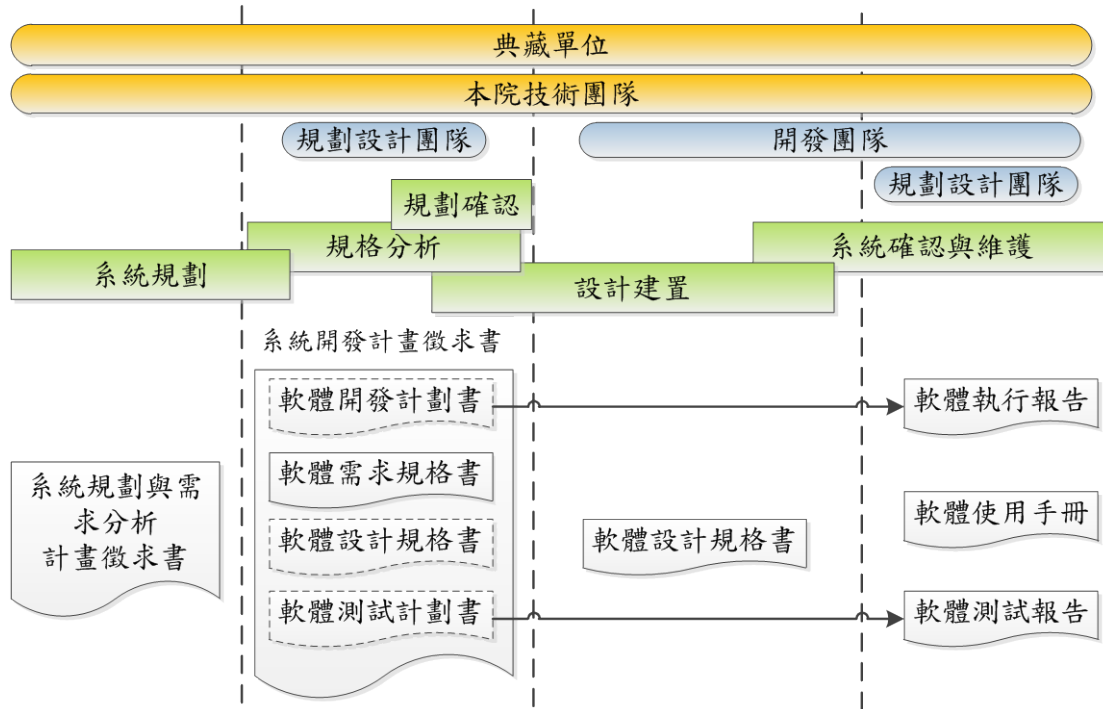 典藏單位
本院技術團隊
規劃設計團隊
開發團隊
規劃設計團隊
規劃確認
規格分析
系統確認與維護
系統規劃
設計建置
系統開發計畫徵求書
軟體開發計劃書
軟體執行報告
軟體需求規格書
系統規劃與需
求分析
計畫徵求書
軟體使用手冊
軟體設計規格書
軟體設計規格書
軟體測試計劃書
軟體測試報告